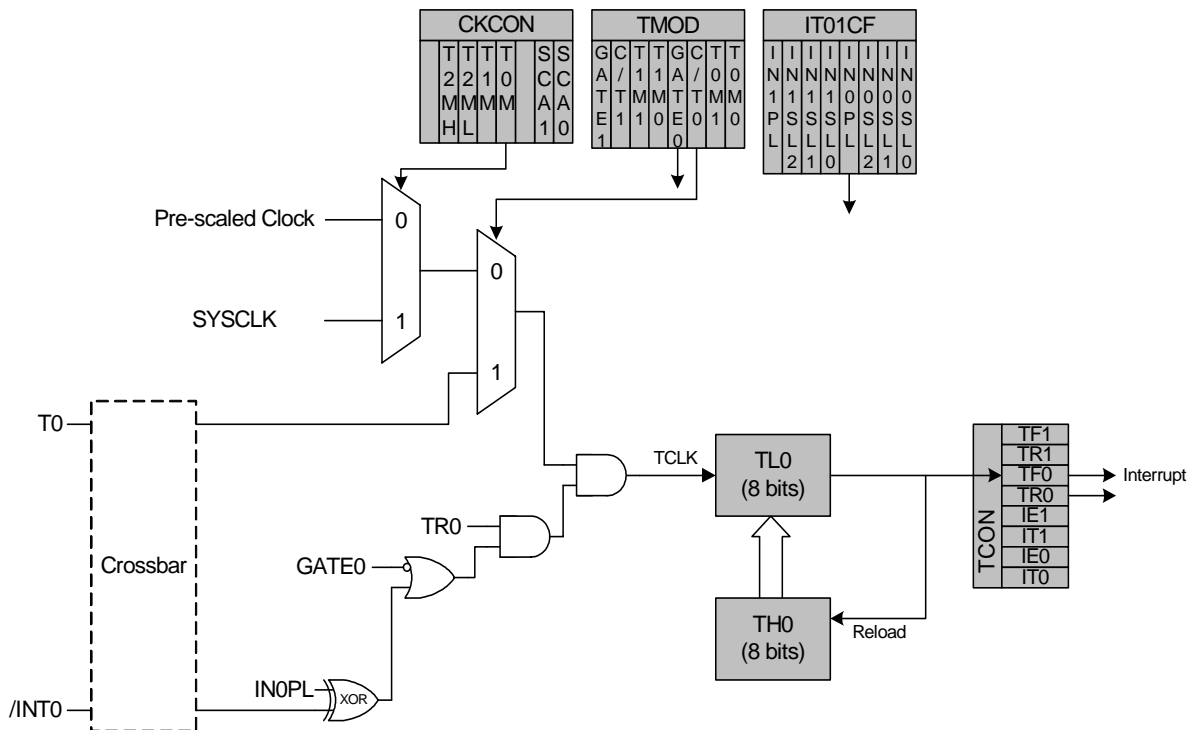 CKCON
T2MH
T2ML
T1M
T0M
SCA1
SCA0
TMOD
GATE1
C/T1
T1M1
T1M0
GATE0
C/T0
T0M1
T0M0
IT01CF
IN1PL
IN1SL2
IN1SL1
IN1SL0
IN0PL
IN0SL2
IN0SL1
IN0SL0
Pre-scaled Clock
0
SYSCLK
1
0
1
T0
Crossbar
/INT0
TR0
GATE0
IN0PL
XOR
TCLK
TL0
(8 bits)
TH0
(8 bits)
Reload
TCON
TF1
TR1
TF0
TR0
IE1
IT1
IE0
IT0
Interrupt